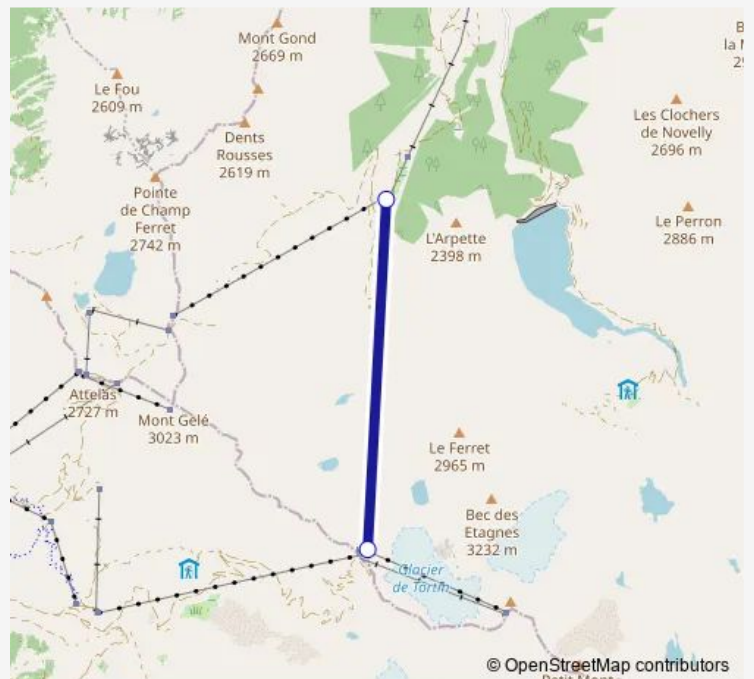 Mont Gond
2669 m
Le Fou
2609 m
Dents
Rousses
2619 m
Les Clochers
de Novelly
2696 m
Pointe
de Champ
Ferret
2742 m
L'Arpette
2398 m
Le Perron
2886 m
Attelas
2727 m
Mont Gelé
3023 m
Le Ferret
2965 m
Bec des
Etagnes
3232 m
Glacier
de Tortin
© OpenStreetMap contributors